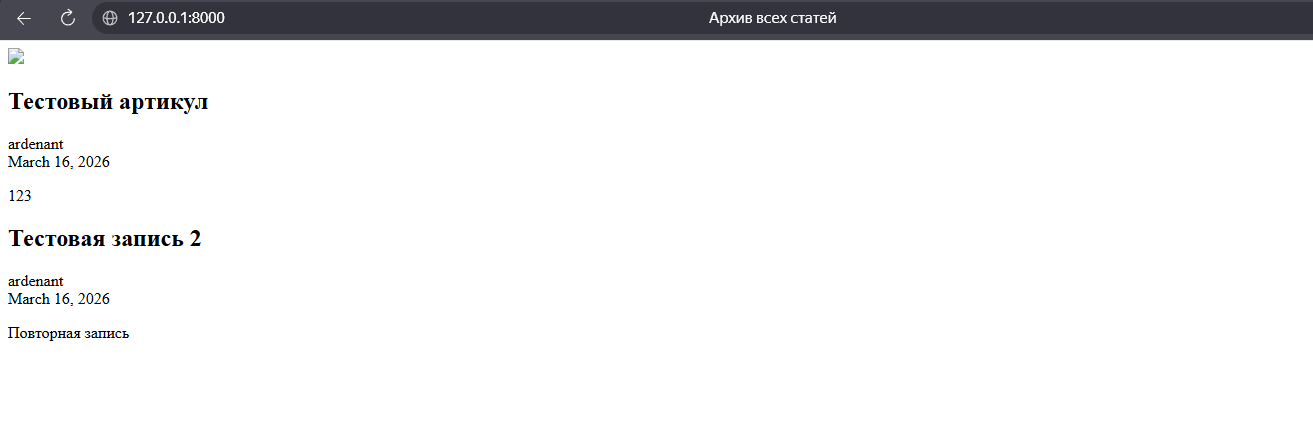 127.0.0.1:8000
Архив всех статей
Тестовый артикул
ardenant
March 16, 2026
123
Тестовая запись 2
ardenant
March 16, 2026
Повторная запись